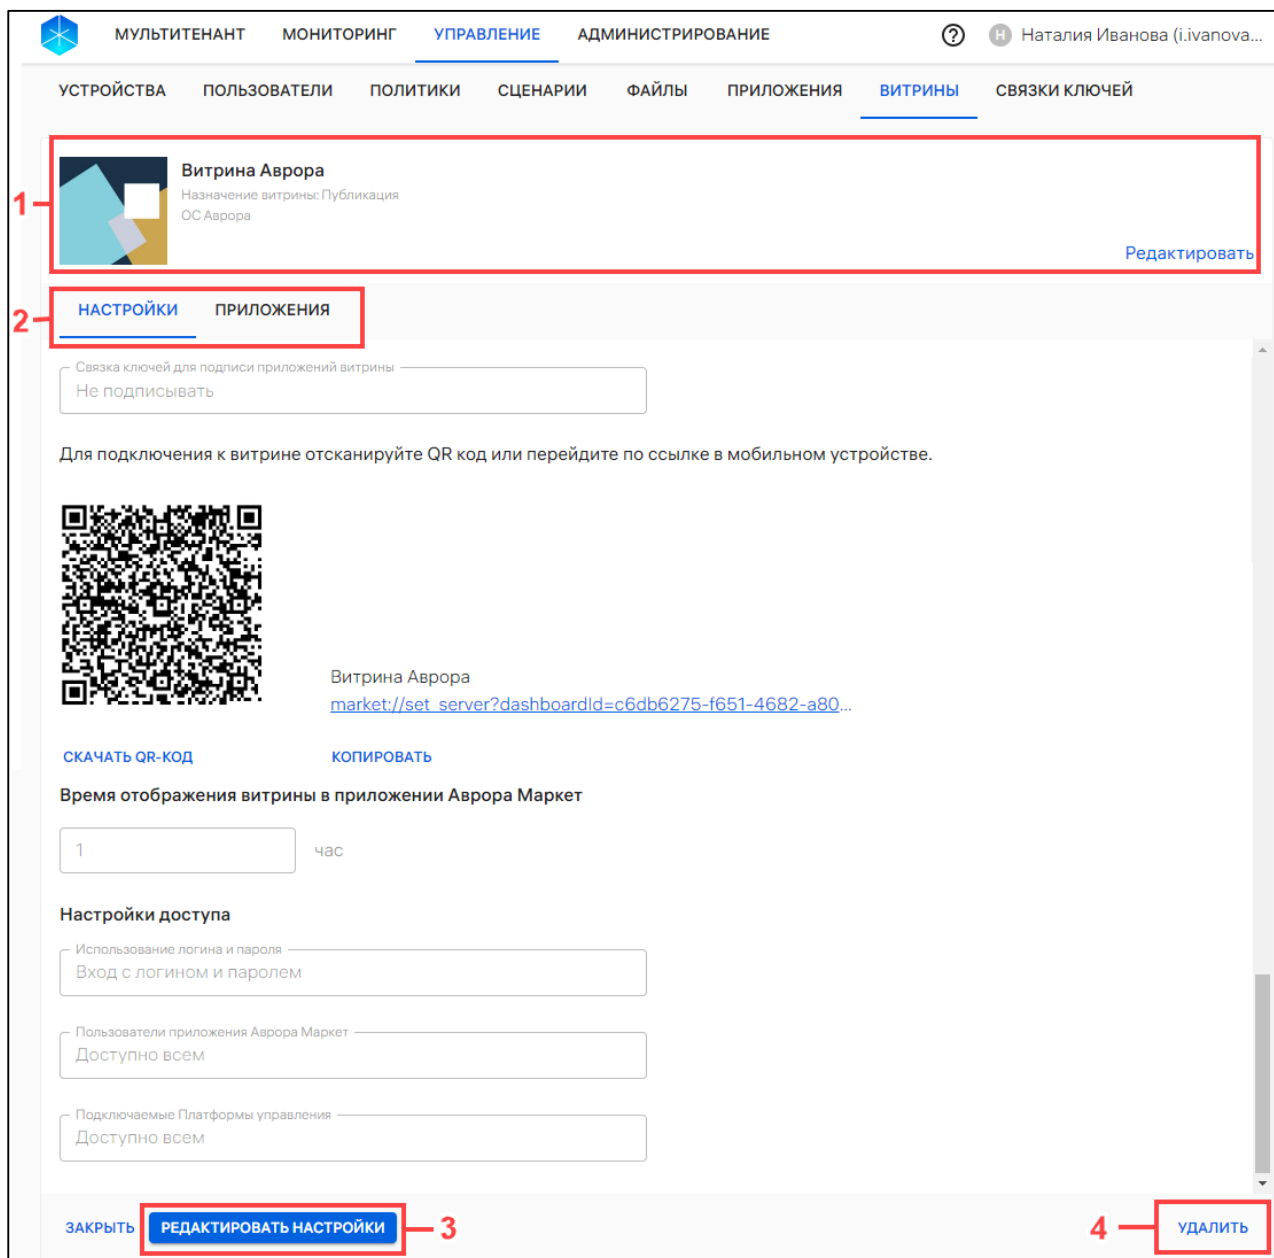 МУЛЬТИТЕНАНТ МОНИТОРИНГ УПРАВЛЕНИЕ АДМИНИСТРИРОВАНИЕ ? Н Наталия Иванова (i.ivanova...
УСТРОЙСТВА ПОЛЬЗОВАТЕЛИ ПОЛИТИКИ СЦЕНАРИИ ФАЙЛЫ ПРИЛОЖЕНИЯ ВИТРИНЫ СВЯЗКИ КЛЮЧЕЙ
Витрина Аврора
Назначение витрины: Публикация
1
ОС Аврора
Редактировать
2 НАСТРОЙКИ ПРИЛОЖЕНИЯ
Связка ключей для подписи приложений витрины
Не подписывать
Для подключения к витрине отсканируйте QR код или перейдите по ссылке в мобильном устройстве.
Витрина Аврора
market://set_server?dashboardId=c6db6275-f651-4682-a80...
СКАЧАТЬ QR-КОД КОПИРОВАТЬ
Время отображения витрины в приложении Аврора Маркет
1 час
Настройки доступа
Использование логина и пароля
Вход с логином и паролем
Пользователи приложения Аврора Маркет
Доступно всем
Подключаемые Платформы управления
Доступно всем
ЗАКРЫТЬ РЕДАКТИРОВАТЬ НАСТРОЙКИ 3 4 УДАЛИТЬ